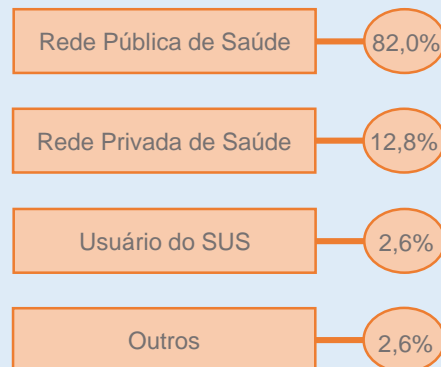 Rede Pública de Saúde 82,0%
Rede Privada de Saúde 12,8%
Usuário do SUS 2,6%
Outros 2,6%